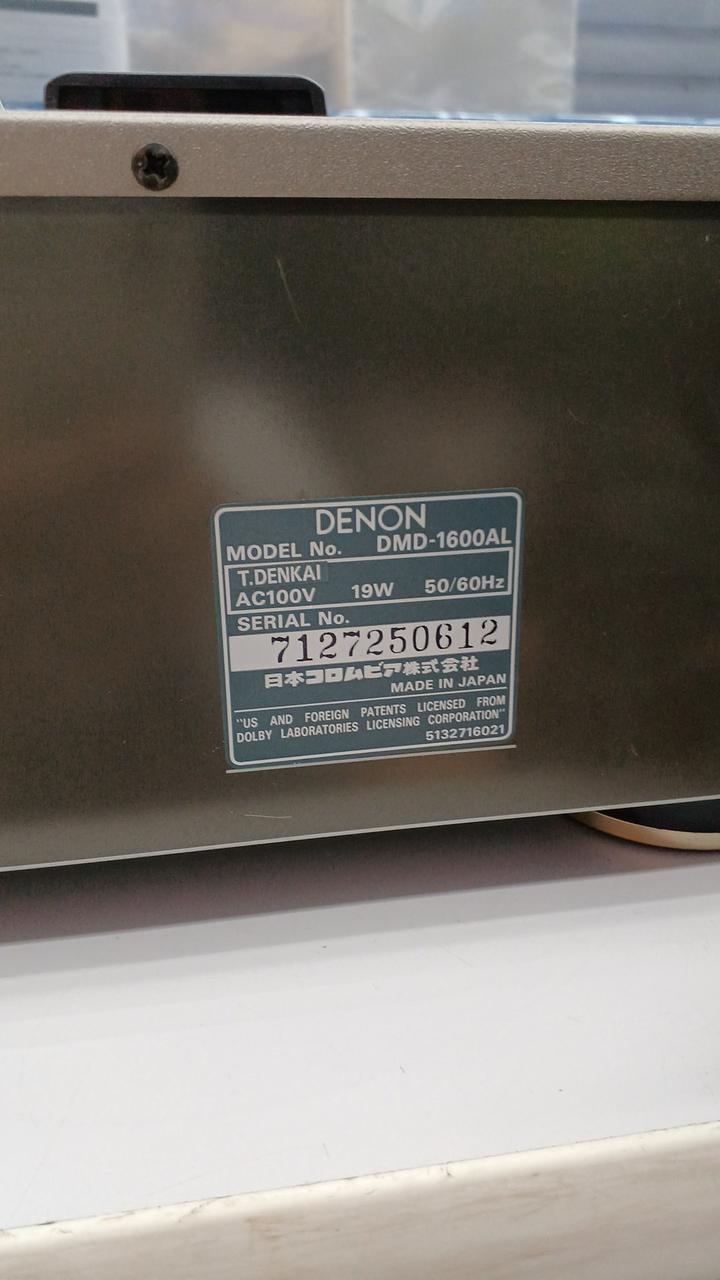 DENON
MODEL No. DMD-1600AL
T.DENKAI
AC100V 19W 50/60Hz
SERIAL No.
7127250612
日本コロムビア株式会社
MADE IN JAPAN
"US AND FOREIGN PATENTS LICENSED FROM
DOLBY LABORATORIES LICENSING CORPORATION"
5132716021